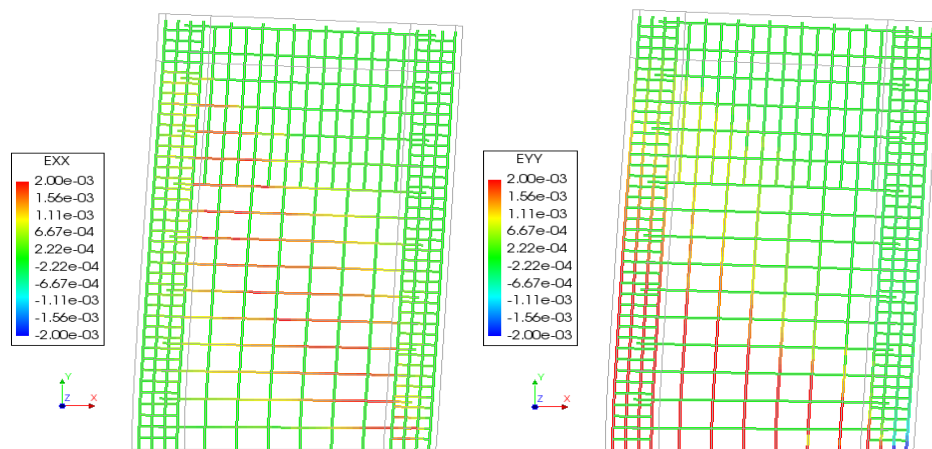 EXX
2.00e-03
1.56e-03
1.11e-03
6.67e-04
2.22e-04
-2.22e-04
-6.67e-04
-1.11e-03
-1.56e-03
-2.00e-03
Y
Z
X
EYY
2.00e-03
1.56e-03
1.11e-03
6.67e-04
2.22e-04
-2.22e-04
-6.67e-04
-1.11e-03
-1.56e-03
-2.00e-03
Y
Z
X